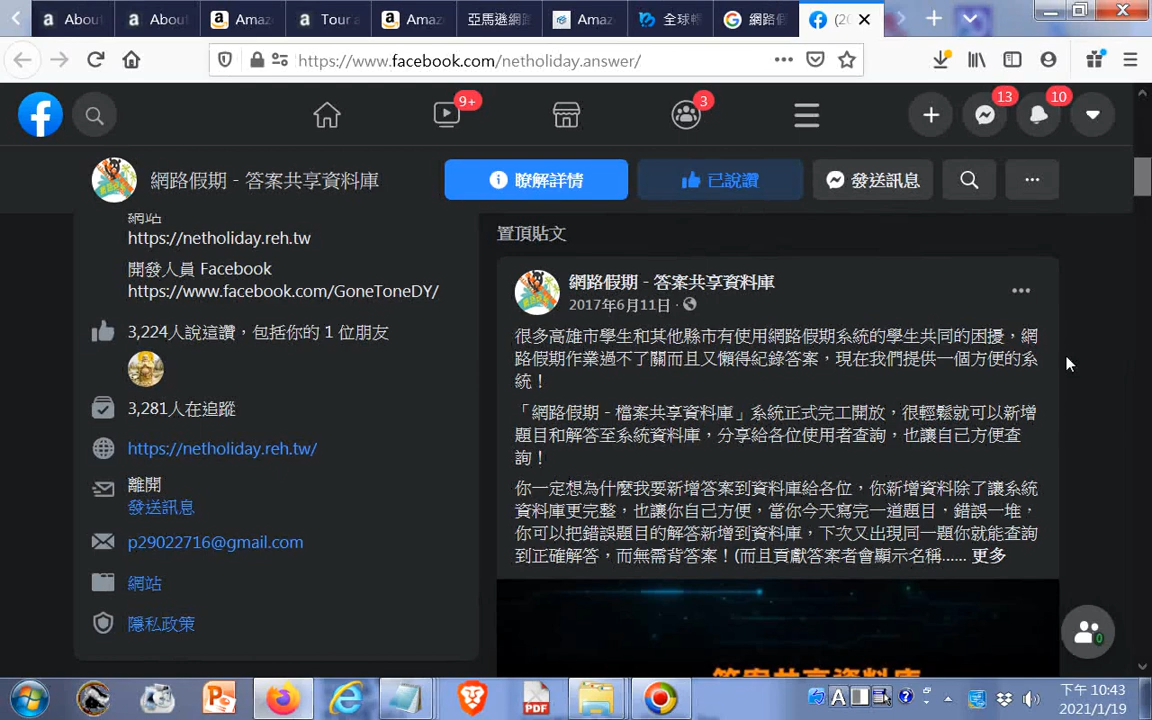 About
About
Amaz
Tour a
Amaz
亞馬遜網路
Amaz
全球暢
網路假
(20
https://www.facebook.com/netholiday.answer/
9+
3
13
10
網路假期 - 答案共享資料庫
瞭解詳情
已說讚
發送訊息
網站
https://netholiday.reh.tw
開發人員 Facebook
https://www.facebook.com/GoneToneDY/
3,224人說這讚，包括你的 1 位朋友
3,281人在追蹤
https://netholiday.reh.tw/
離開
發送訊息
p29022716@gmail.com
網站
隱私政策
置頂貼文
網路假期 - 答案共享資料庫
2017年6月11日
很多高雄市學生和其他縣市有使用網路假期系統的學生共同的困擾，網
路假期作業過不了關而且又懶得紀錄答案，現在我們提供一個方便的系
統！
「網路假期 - 檔案共享資料庫」系統正式完工開放，很輕鬆就可以新增
題目和解答至系統資料庫，分享給各位使用者查詢，也讓自己方便查
詢！
你一定想為什麼我要新增答案到資料庫給各位，你新增資料除了讓系統
資料庫更完整，也讓你自己方便，當你今天寫完一道題目，錯誤一堆，
你可以把錯誤題目的解答新增到資料庫，下次又出現同一題你就能查詢
到正確解答，而無需背答案！(而且貢獻答案者會顯示名稱...... 更多
答案共享資料庫
0
PDF
A
下午 10:43
2021/1/19